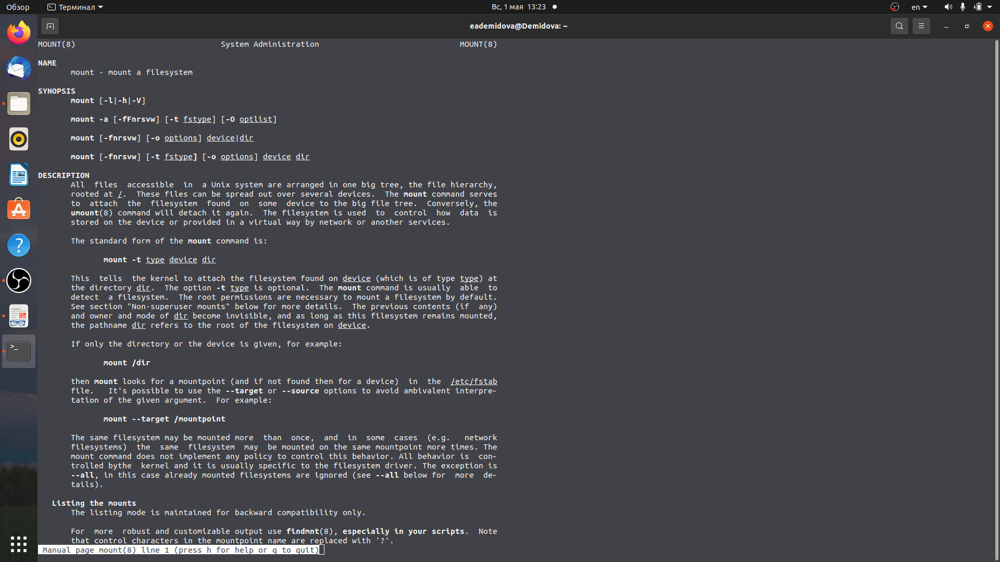 Обзор Терминал Вс, 1 мая 13:23 en
eademidova@Demidova: ~
MOUNT(8) System Administration MOUNT(8)
NAME
mount - mount a filesystem
SYNOPSIS
mount [-l|-h|-V]
mount -a [-fFnrsvw] [-t fstype] [-O optlist]
mount [-fnrsvw] [-o options] device|dir
mount [-fnrsvw] [-t fstype] [-o options] device dir
DESCRIPTION
All files accessible in a Unix system are arranged in one big tree, the file hierarchy,
rooted at /. These files can be spread out over several devices. The mount command serves
to attach the filesystem found on some device to the big file tree. Conversely, the
umount(8) command will detach it again. The filesystem is used to control how data is
stored on the device or provided in a virtual way by network or another services.
The standard form of the mount command is:
mount -t type device dir
This tells the kernel to attach the filesystem found on device (which is of type type) at
the directory dir. The option -t type is optional. The mount command is usually able to
detect a filesystem. The root permissions are necessary to mount a filesystem by default.
See section "Non-superuser mounts" below for more details. The previous contents (if any)
and owner and mode of dir become invisible, and as long as this filesystem remains mounted,
the pathname dir refers to the root of the filesystem on device.
If only the directory or the device is given, for example:
mount /dir
then mount looks for a mountpoint (and if not found then for a device) in the /etc/fstab
file. It's possible to use the --target or --source options to avoid ambivalent interpre-
tation of the given argument. For example:
mount --target /mountpoint
The same filesystem may be mounted more than once, and in some cases (e.g. network
filesystems) the same filesystem may be mounted on the same mountpoint more times. The
mount command does not implement any policy to control this behavior. All behavior is con-
trolled bythe kernel and it is usually specific to the filesystem driver. The exception is
--all, in this case already mounted filesystems are ignored (see --all below for more de-
tails).
Listing the mounts
The listing mode is maintained for backward compatibility only.
For more robust and customizable output use findmnt(8), especially in your scripts. Note
that control characters in the mountpoint name are replaced with '?'.
Manual page mount(8) line 1 (press h for help or q to quit)